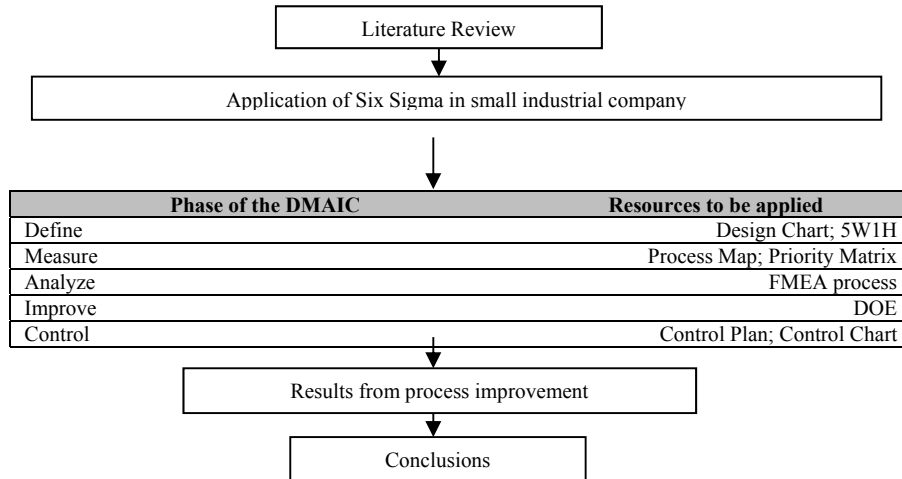 Literature Review
Application of Six Sigma in small industrial company
Phase of the DMAIC Resources to be applied
Define Design Chart; 5W1H
Measure Process Map; Priority Matrix
Analyze FMEA process
Improve DOE
Control Control Plan; Control Chart
Results from process improvement
Conclusions